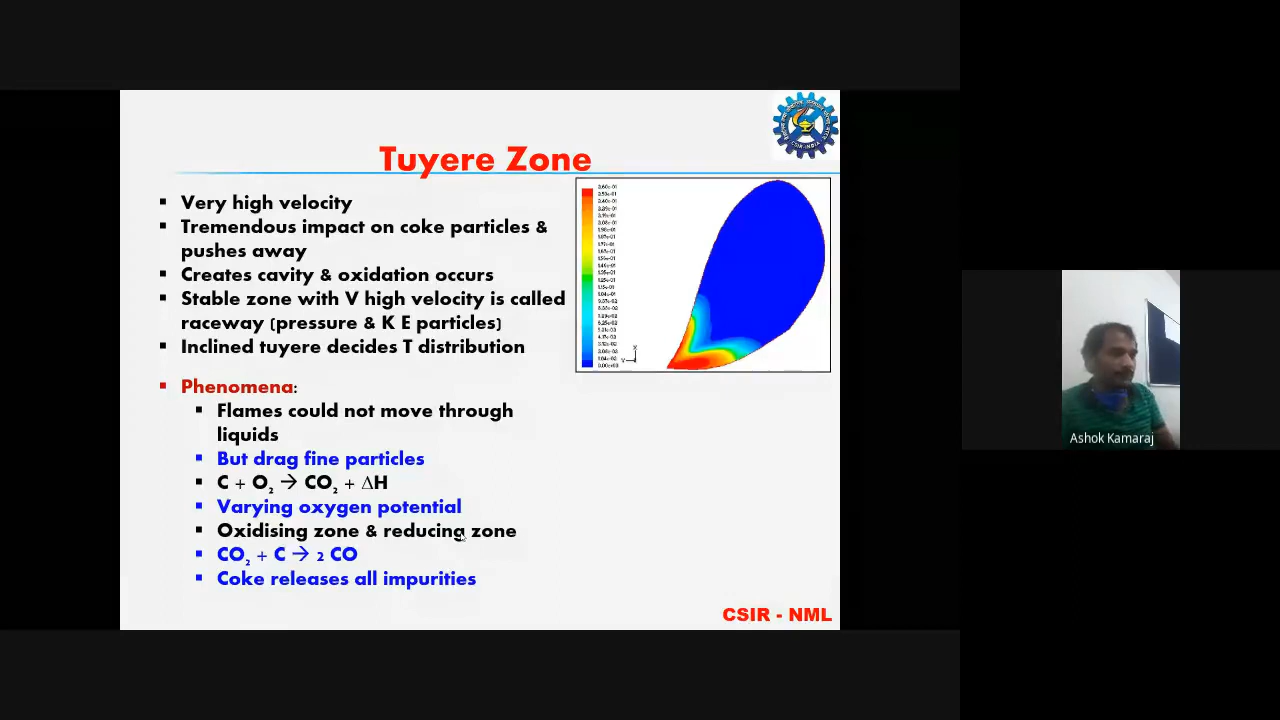 Tuyere Zone
Very high velocity
Tremendous impact on coke particles &
pushes away
Creates cavity & oxidation occurs
Stable zone with V high velocity is called
raceway (pressure & K E particles)
Inclined tuyere decides T distribution
Phenomena:
Flames could not move through
liquids
But drag fine particles
C + O₂ → CO₂ + ΔH
Varying oxygen potential
Oxidising zone & reducing zone
CO₂ + C → 2 CO
Coke releases all impurities
CSIR - NML
CSIR-INDIA
Ashok Kamaraj